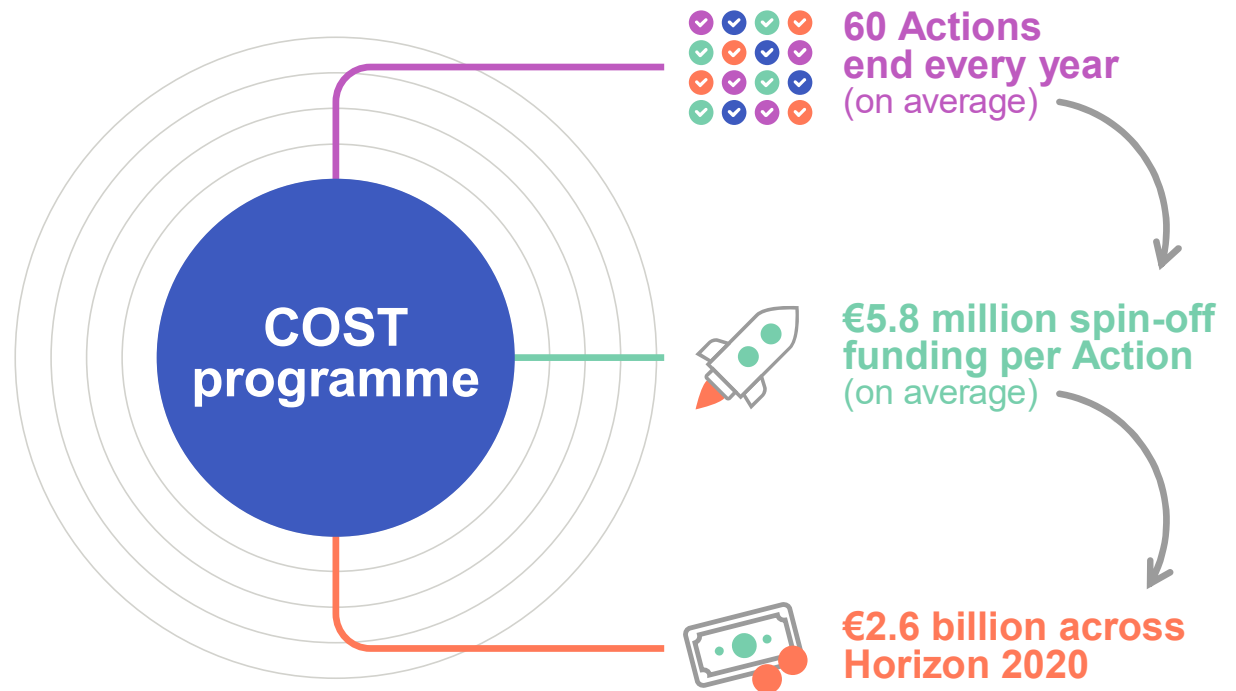 COST
programme
60 Actions
end every year
(on average)
€5.8 million spin-off
funding per Action
(on average)
€2.6 billion across
Horizon 2020